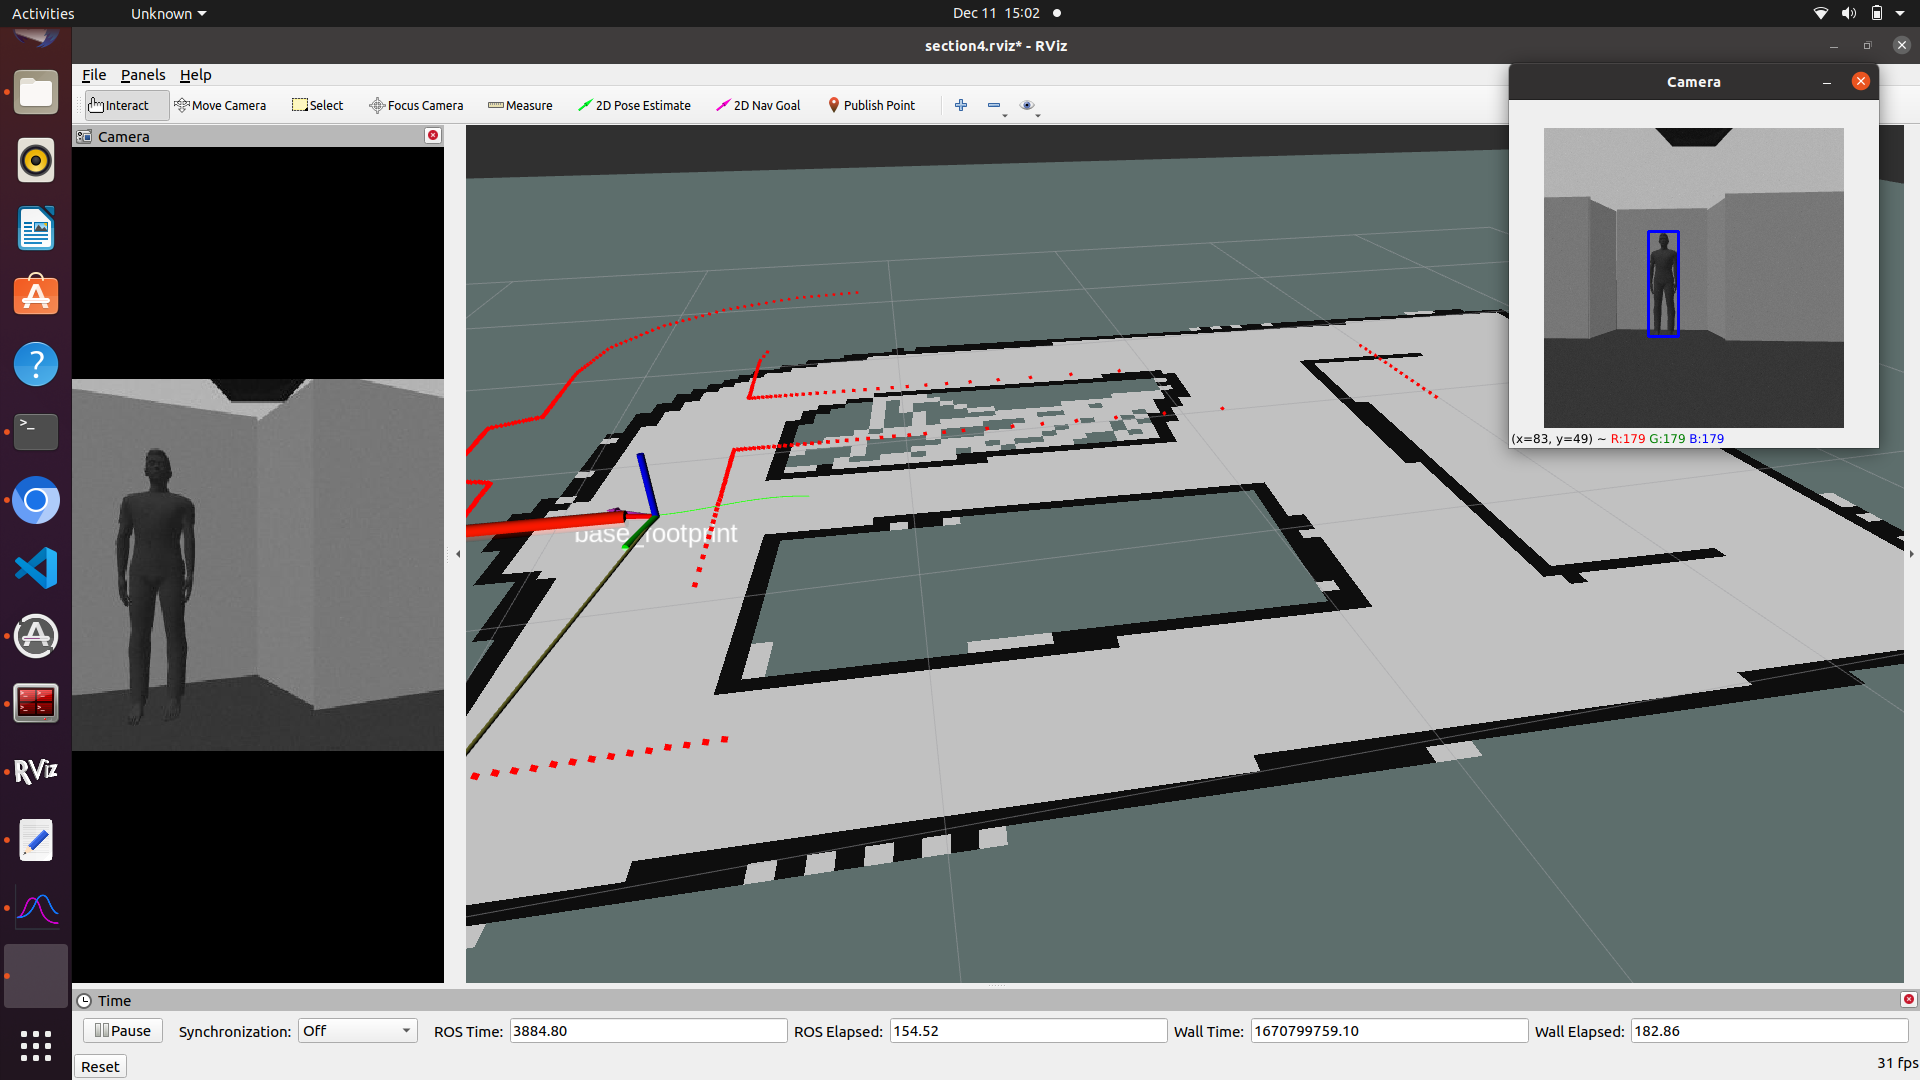 Activities
Unknown
Dec 11 15:02
section4.rviz* - RViz
File Panels Help
Interact
Move Camera
Select
Focus Camera
Measure
2D Pose Estimate
2D Nav Goal
Publish Point
Camera
Camera
base_footprint
(x=83, y=49) ~ R:179 G:179 B:179
RViz
Time
Pause
Synchronization: Off
ROS Time: 3884.80
ROS Elapsed: 154.52
Wall Time: 1670799759.10
Wall Elapsed: 182.86
Reset
31 fps